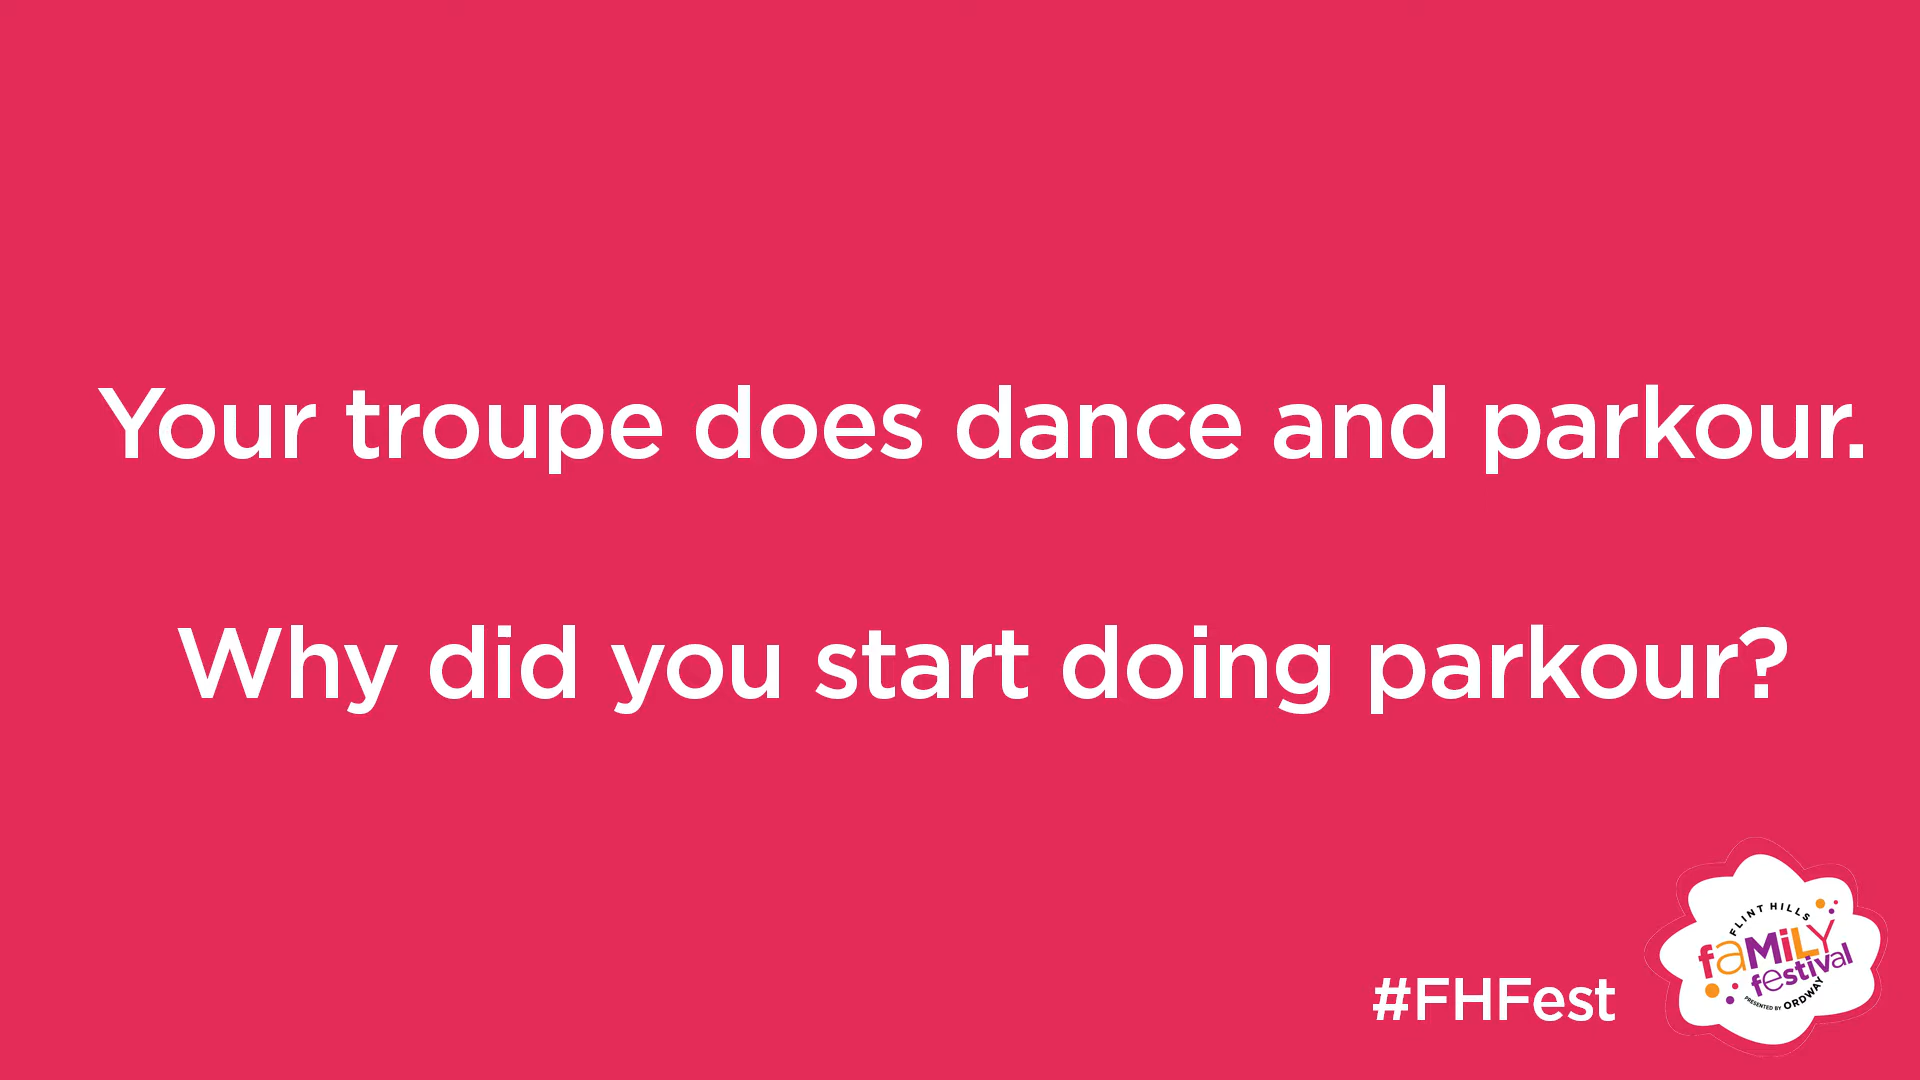 Your troupe does dance and parkour.
Why did you start doing parkour?
#FHFest
FLINT HILLS
faMiLY
festival
PRESENTED BY ORDWAY